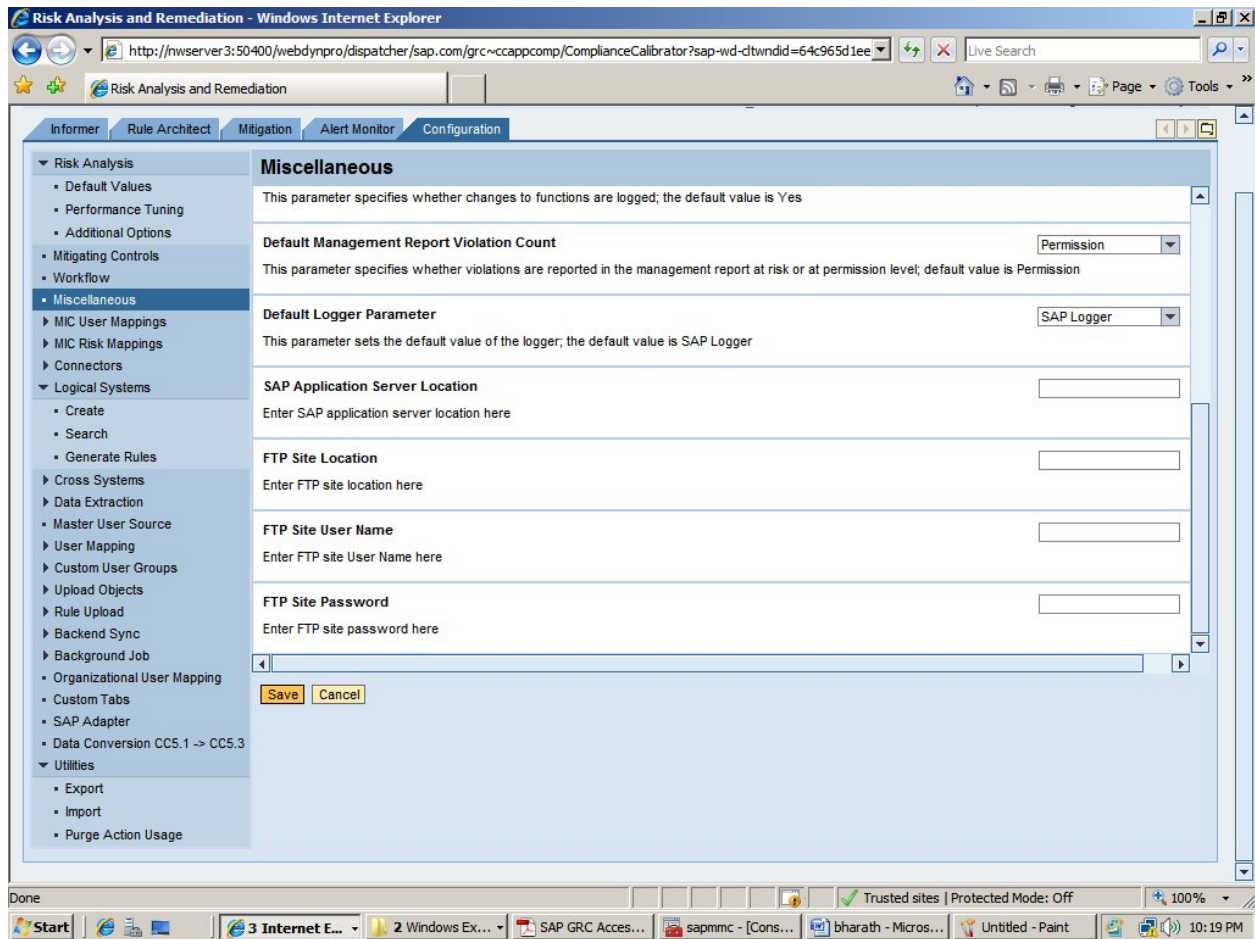 Risk Analysis and Remediation - Windows Internet Explorer
http://nwserver3:50400/webdynpro/dispatcher/sap.com/grc~ccappcomp/ComplianceCalibrator?sap-wd-cltwndid=64c965d1ee
Live Search
Risk Analysis and Remediation
Page
Tools
Informer
Rule Architect
Mitigation
Alert Monitor
Configuration
Risk Analysis
Default Values
Performance Tuning
Additional Options
Mitigating Controls
Workflow
Miscellaneous
MIC User Mappings
MIC Risk Mappings
Connectors
Logical Systems
Create
Search
Generate Rules
Cross Systems
Data Extraction
Master User Source
User Mapping
Custom User Groups
Upload Objects
Rule Upload
Backend Sync
Background Job
Organizational User Mapping
Custom Tabs
SAP Adapter
Data Conversion CC5.1 -> CC5.3
Utilities
Export
Import
Purge Action Usage
Miscellaneous
This parameter specifies whether changes to functions are logged; the default value is Yes
Default Management Report Violation Count
Permission
This parameter specifies whether violations are reported in the management report at risk or at permission level; default value is Permission
Default Logger Parameter
SAP Logger
This parameter sets the default value of the logger; the default value is SAP Logger
SAP Application Server Location
Enter SAP application server location here
FTP Site Location
Enter FTP site location here
FTP Site User Name
Enter FTP site User Name here
FTP Site Password
Enter FTP site password here
Save
Cancel
Done
Trusted sites | Protected Mode: Off
100%
Start
3 Internet E...
2 Windows Ex...
SAP GRC Acces...
sapmmc - [Cons...
bharath - Micros...
Untitled - Paint
10:19 PM